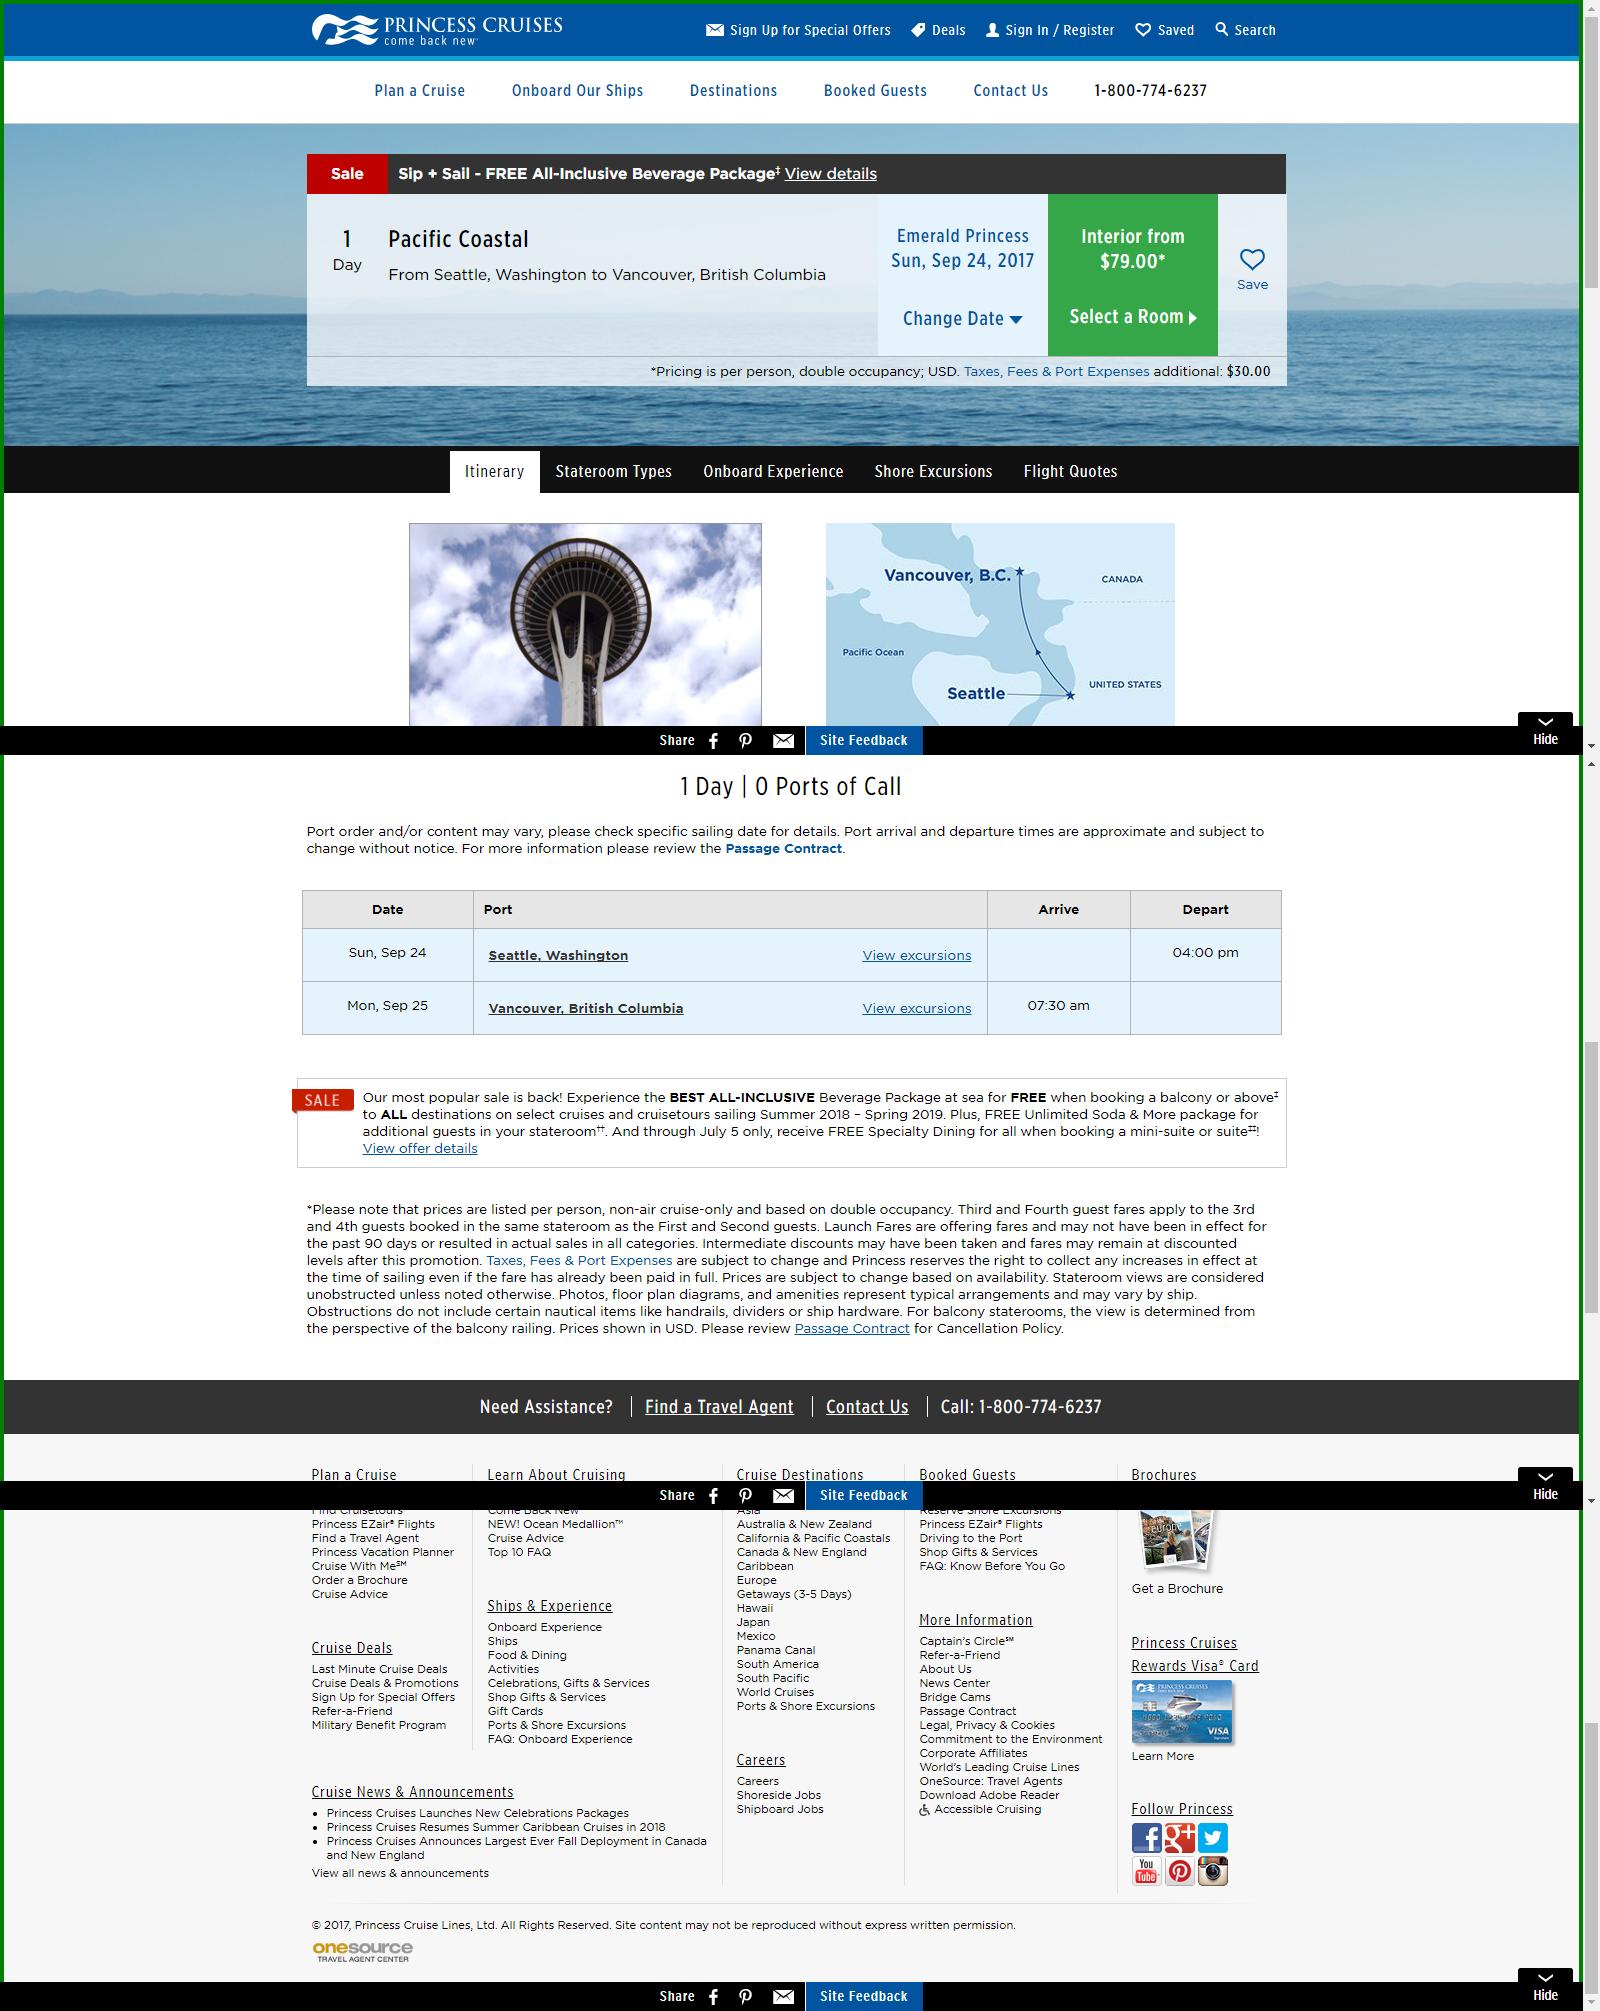 PRINCESS CRUISES
come back new
Sign Up for Special Offers
Deals
Sign In / Register
Saved
Search
Plan a Cruise
Onboard Our Ships
Destinations
Booked Guests
Contact Us
1-800-774-6237
Sale
Sip + Sail - FREE All-Inclusive Beverage Package‡ View details
1
Day
Pacific Coastal
From Seattle, Washington to Vancouver, British Columbia
Emerald Princess
Sun, Sep 24, 2017
Change Date
Interior from
$79.00*
Select a Room
Save
*Pricing is per person, double occupancy; USD. Taxes, Fees & Port Expenses additional: $30.00
Itinerary
Stateroom Types
Onboard Experience
Shore Excursions
Flight Quotes
Vancouver, B.C.
CANADA
Pacific Ocean
Seattle
UNITED STATES
Share
Site Feedback
Hide
1 Day | 0 Ports of Call
Port order and/or content may vary, please check specific sailing date for details. Port arrival and departure times are approximate and subject to
change without notice. For more information please review the Passage Contract.
Date Port Arrive Depart
Sun, Sep 24 Seattle, Washington View excursions 04:00 pm
Mon, Sep 25 Vancouver, British Columbia View excursions 07:30 am
SALE
Our most popular sale is back! Experience the BEST ALL-INCLUSIVE Beverage Package at sea for FREE when booking a balcony or above‡
to ALL destinations on select cruises and cruisetours sailing Summer 2018 – Spring 2019. Plus, FREE Unlimited Soda & More package for
additional guests in your stateroom††. And through July 5 only, receive FREE Specialty Dining for all when booking a mini-suite or suite‡‡!
View offer details
*Please note that prices are listed per person, non-air cruise-only and based on double occupancy. Third and Fourth guest fares apply to the 3rd
and 4th guests booked in the same stateroom as the First and Second guests. Launch Fares are offering fares and may not have been in effect for
the past 90 days or resulted in actual sales in all categories. Intermediate discounts may have been taken and fares may remain at discounted
levels after this promotion. Taxes, Fees & Port Expenses are subject to change and Princess reserves the right to collect any increases in effect at
the time of sailing even if the fare has already been paid in full. Prices are subject to change based on availability. Stateroom views are considered
unobstructed unless noted otherwise. Photos, floor plan diagrams, and amenities represent typical arrangements and may vary by ship.
Obstructions do not include certain nautical items like handrails, dividers or ship hardware. For balcony staterooms, the view is determined from
the perspective of the balcony railing. Prices shown in USD. Please review Passage Contract for Cancellation Policy.
Need Assistance?
Find a Travel Agent
Contact Us
Call: 1-800-774-6237
Plan a Cruise
Learn About Cruising
Cruise Destinations
Booked Guests
Brochures
Share
Site Feedback
Hide
Find Cruisetours
Princess EZair® Flights
Find a Travel Agent
Princess Vacation Planner
Cruise With Me℠
Order a Brochure
Cruise Advice
Cruise Deals
Last Minute Cruise Deals
Cruise Deals & Promotions
Sign Up for Special Offers
Refer-a-Friend
Military Benefit Program
Come Back New
NEW! Ocean Medallion™
Cruise Advice
Top 10 FAQ
Ships & Experience
Onboard Experience
Ships
Food & Dining
Activities
Celebrations, Gifts & Services
Shop Gifts & Services
Gift Cards
Ports & Shore Excursions
FAQ: Onboard Experience
Cruise News & Announcements
Princess Cruises Launches New Celebrations Packages
Princess Cruises Resumes Summer Caribbean Cruises in 2018
Princess Cruises Announces Largest Ever Fall Deployment in Canada
and New England
View all news & announcements
Asia
Australia & New Zealand
California & Pacific Coastals
Canada & New England
Caribbean
Europe
Getaways (3-5 Days)
Hawaii
Japan
Mexico
Panama Canal
South America
South Pacific
World Cruises
Ports & Shore Excursions
Careers
Careers
Shoreside Jobs
Shipboard Jobs
Reserve Shore Excursions
Princess EZair® Flights
Driving to the Port
Shop Gifts & Services
FAQ: Know Before You Go
More Information
Captain's Circle℠
Refer-a-Friend
About Us
News Center
Bridge Cams
Passage Contract
Legal, Privacy & Cookies
Commitment to the Environment
Corporate Affiliates
World's Leading Cruise Lines
OneSource: Travel Agents
Download Adobe Reader
Accessible Cruising
europe
Get a Brochure
Princess Cruises
Rewards Visa® Card
PRINCESS CRUISES
VISA
Learn More
Follow Princess
You
Tube
© 2017, Princess Cruise Lines, Ltd. All Rights Reserved. Site content may not be reproduced without express written permission.
onesource
TRAVEL AGENT CENTER
Share
Site Feedback
Hide